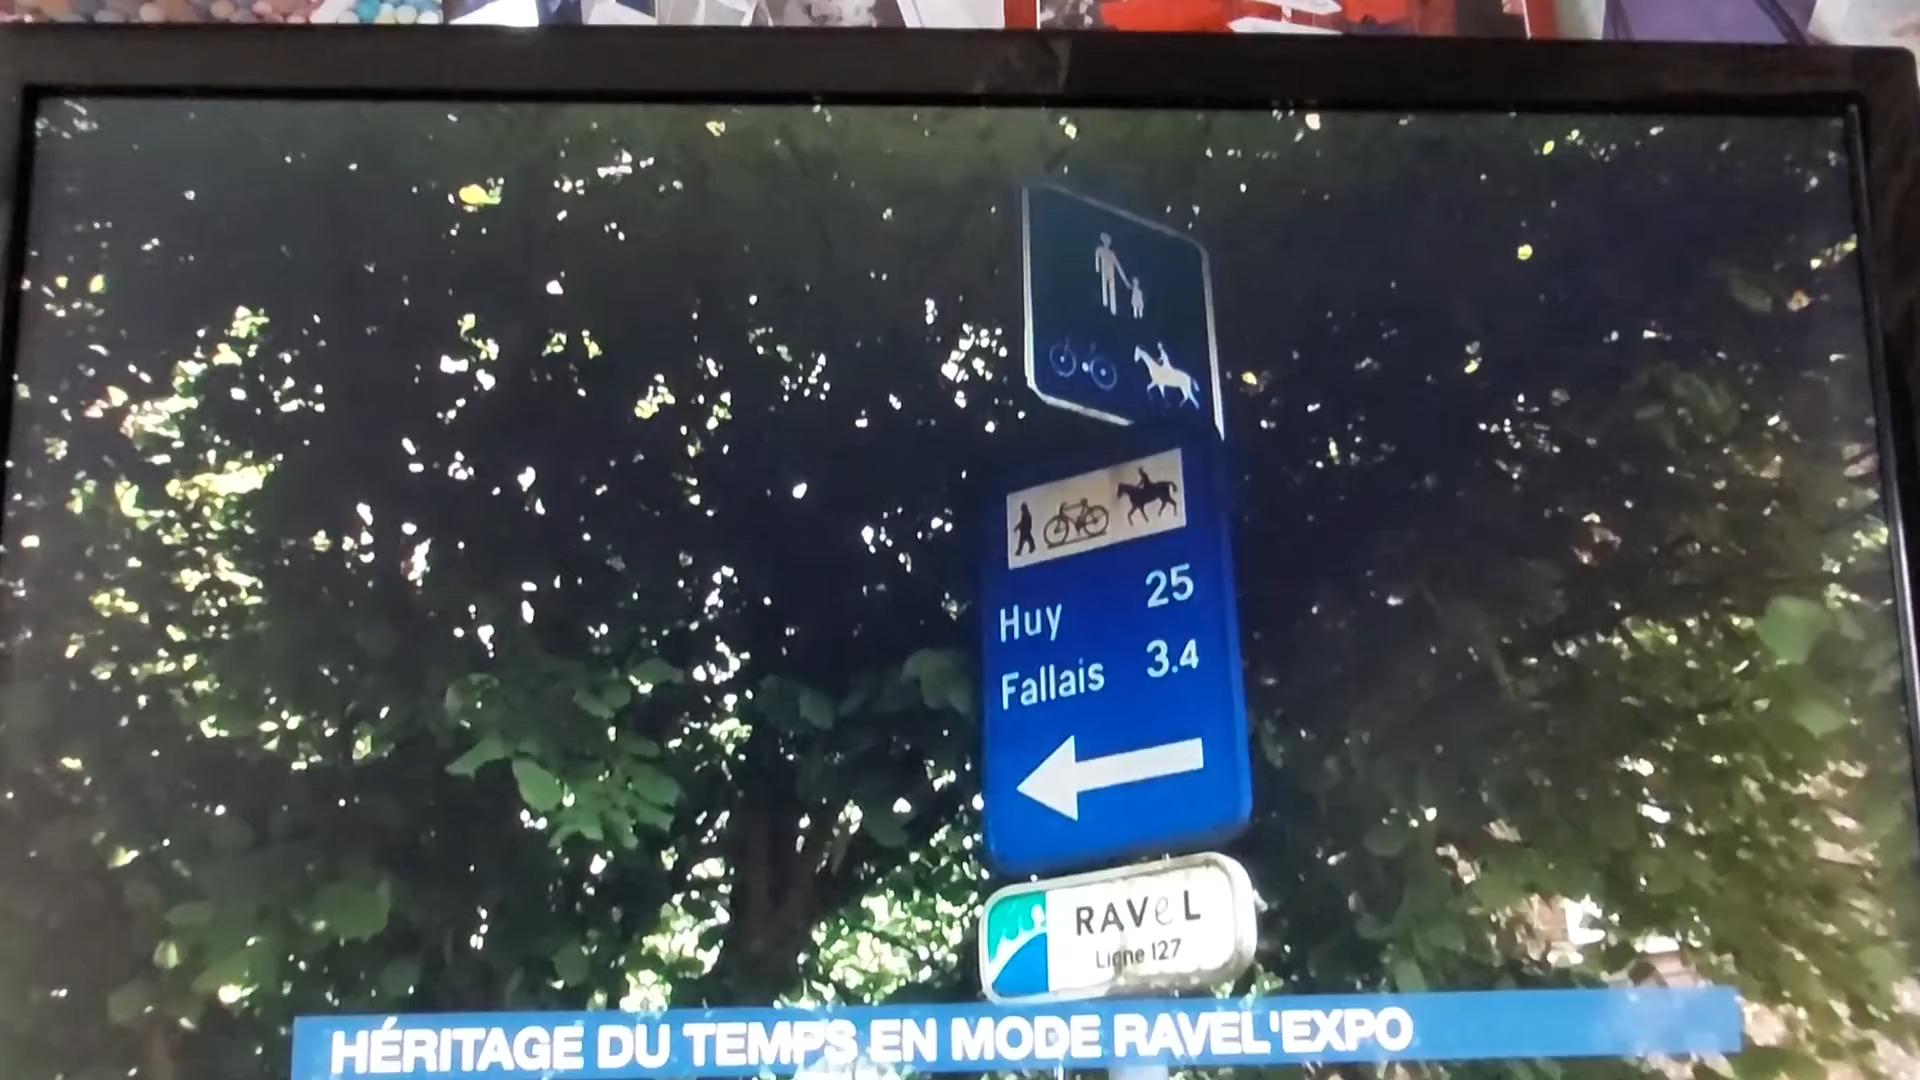 Huy 25
Fallais 3.4
RAVeL
Ligne 127
HÉRITAGE DU TEMPS EN MODE RAVEL'EXPO